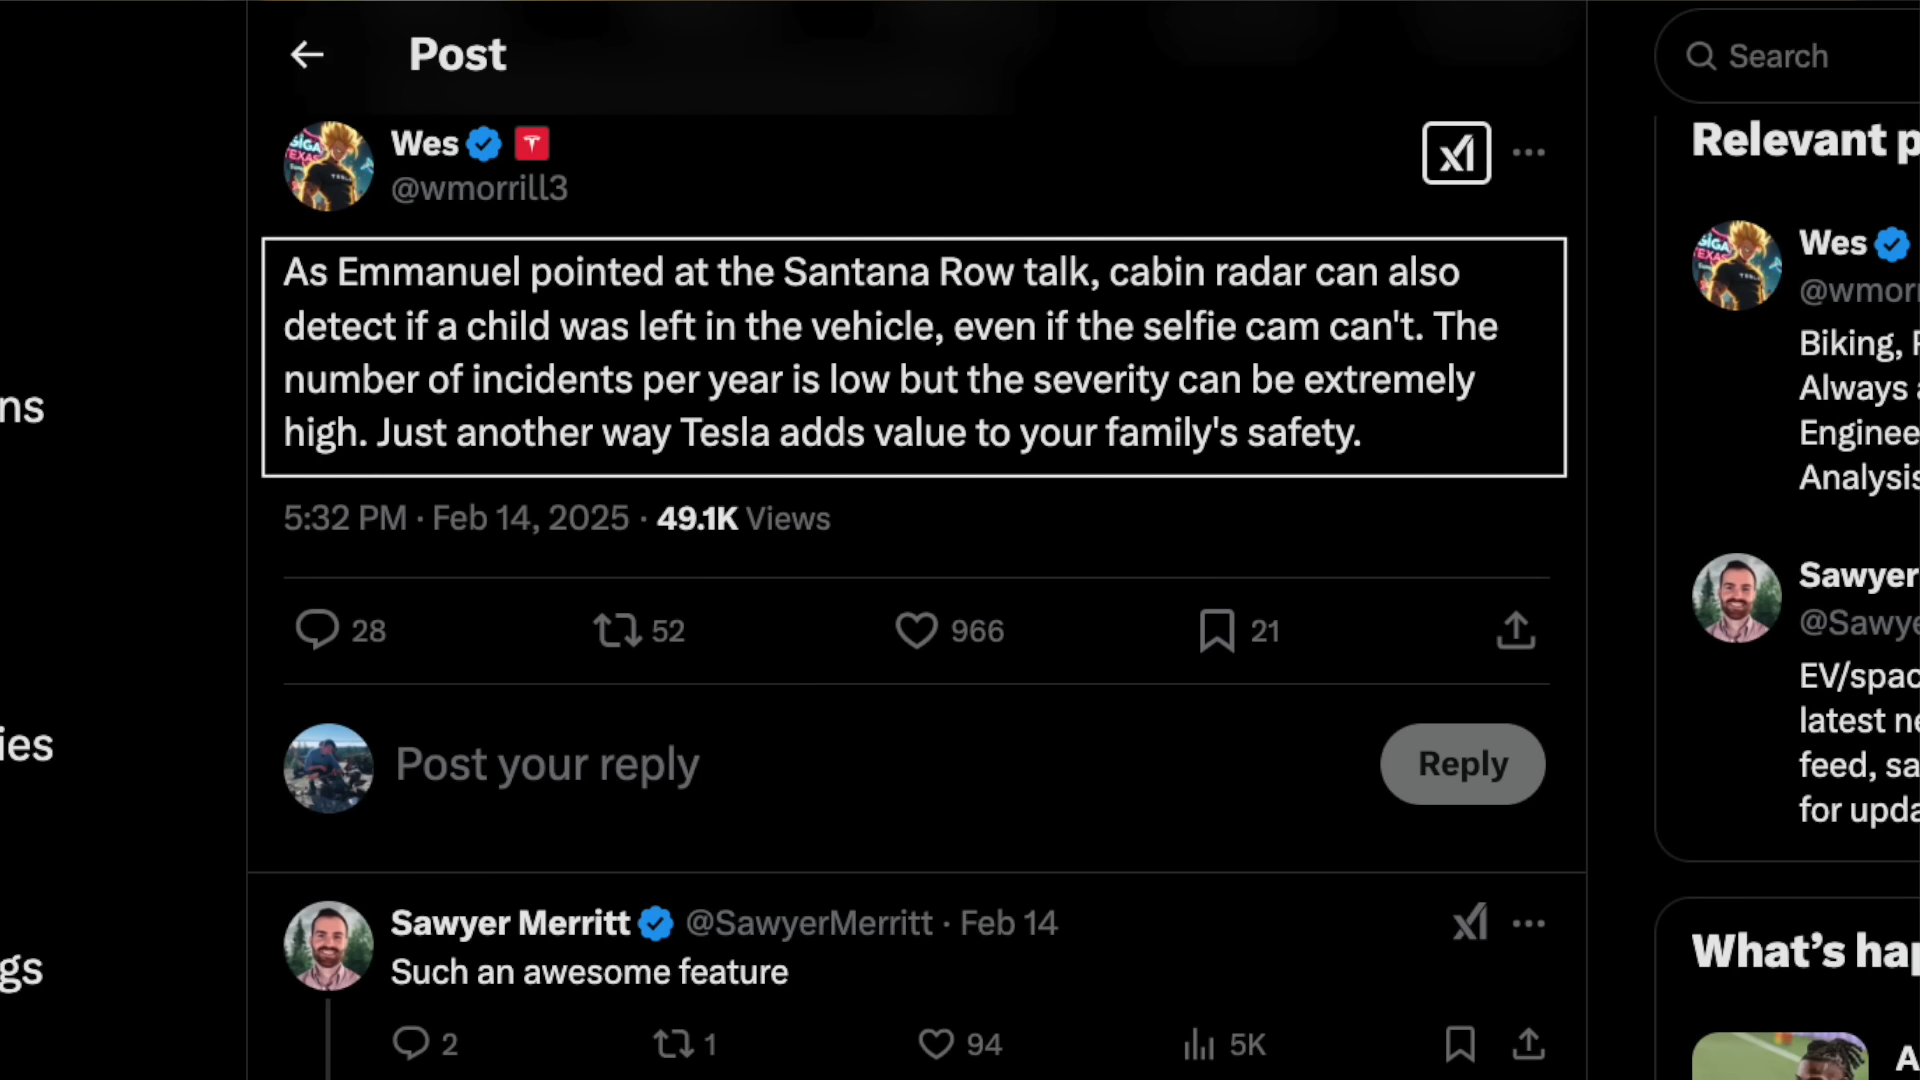 Post
Search
Relevant p
Wes
@wmorrill3
As Emmanuel pointed at the Santana Row talk, cabin radar can also
detect if a child was left in the vehicle, even if the selfie cam can't. The
number of incidents per year is low but the severity can be extremely
high. Just another way Tesla adds value to your family's safety.
5:32 PM · Feb 14, 2025 · 49.1K Views
28 52 966 21
Post your reply
Reply
Sawyer Merritt @SawyerMerritt · Feb 14
Such an awesome feature
2 1 94 5K
ns
ies
gs
Wes
@wmorr
Biking, F
Always a
Enginee
Analysis
Sawyer
@Sawye
EV/spac
latest ne
feed, sa
for upda
What's hap
A